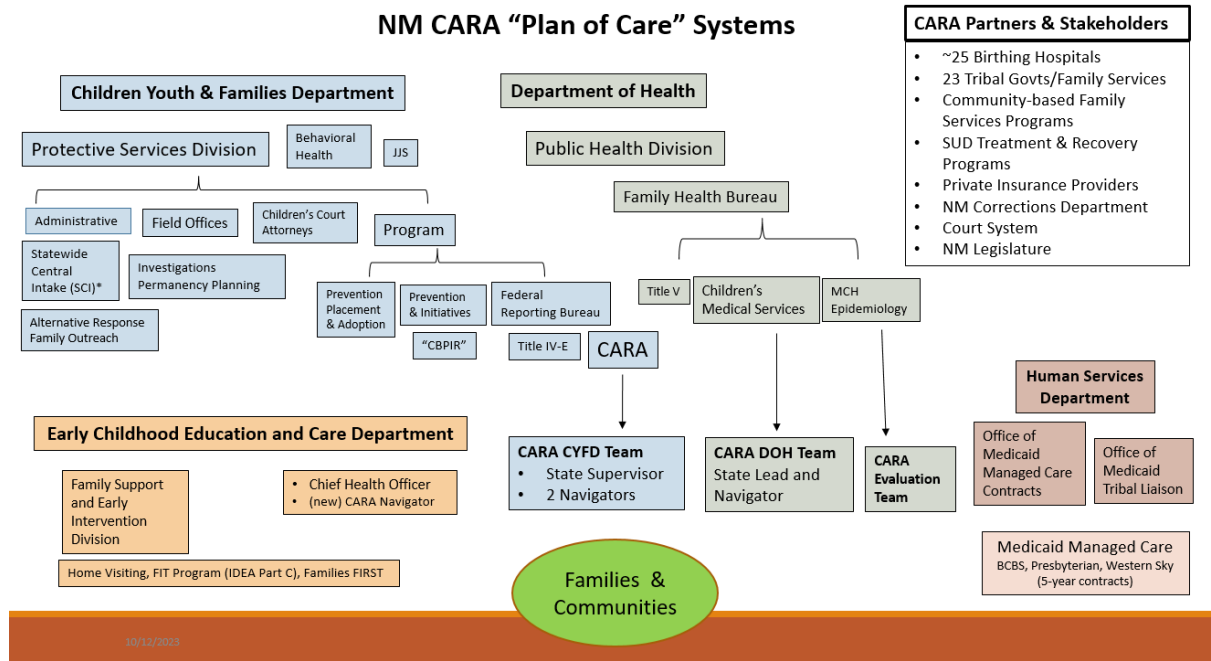 NM CARA “Plan of Care” Systems
CARA Partners & Stakeholders
• ~25 Birthing Hospitals
• 23 Tribal Govts/Family Services
• Community-based Family
Services Programs
• SUD Treatment & Recovery
Programs
• Private Insurance Providers
• NM Corrections Department
• Court System
• NM Legislature
Children Youth & Families Department
Protective Services Division
Behavioral
Health
JJS
Administrative
Field Offices
Children’s Court
Attorneys
Program
Statewide
Central
Intake (SCI)*
Investigations
Permanency Planning
Alternative Response
Family Outreach
Prevention
Placement
& Adoption
Prevention
& Initiatives
Federal
Reporting Bureau
“CBPIR”
Title IV-E
CARA
Department of Health
Public Health Division
Family Health Bureau
Title V
Children’s
Medical Services
MCH
Epidemiology
Human Services
Department
Office of
Medicaid
Managed Care
Contracts
Office of
Medicaid
Tribal Liaison
Medicaid Managed Care
BCBS, Presbyterian, Western Sky
(5-year contracts)
Early Childhood Education and Care Department
Family Support
and Early
Intervention
Division
• Chief Health Officer
• (new) CARA Navigator
Home Visiting, FIT Program (IDEA Part C), Families FIRST
CARA CYFD Team
• State Supervisor
• 2 Navigators
CARA DOH Team
State Lead and
Navigator
CARA
Evaluation
Team
Families &
Communities
10/12/2023